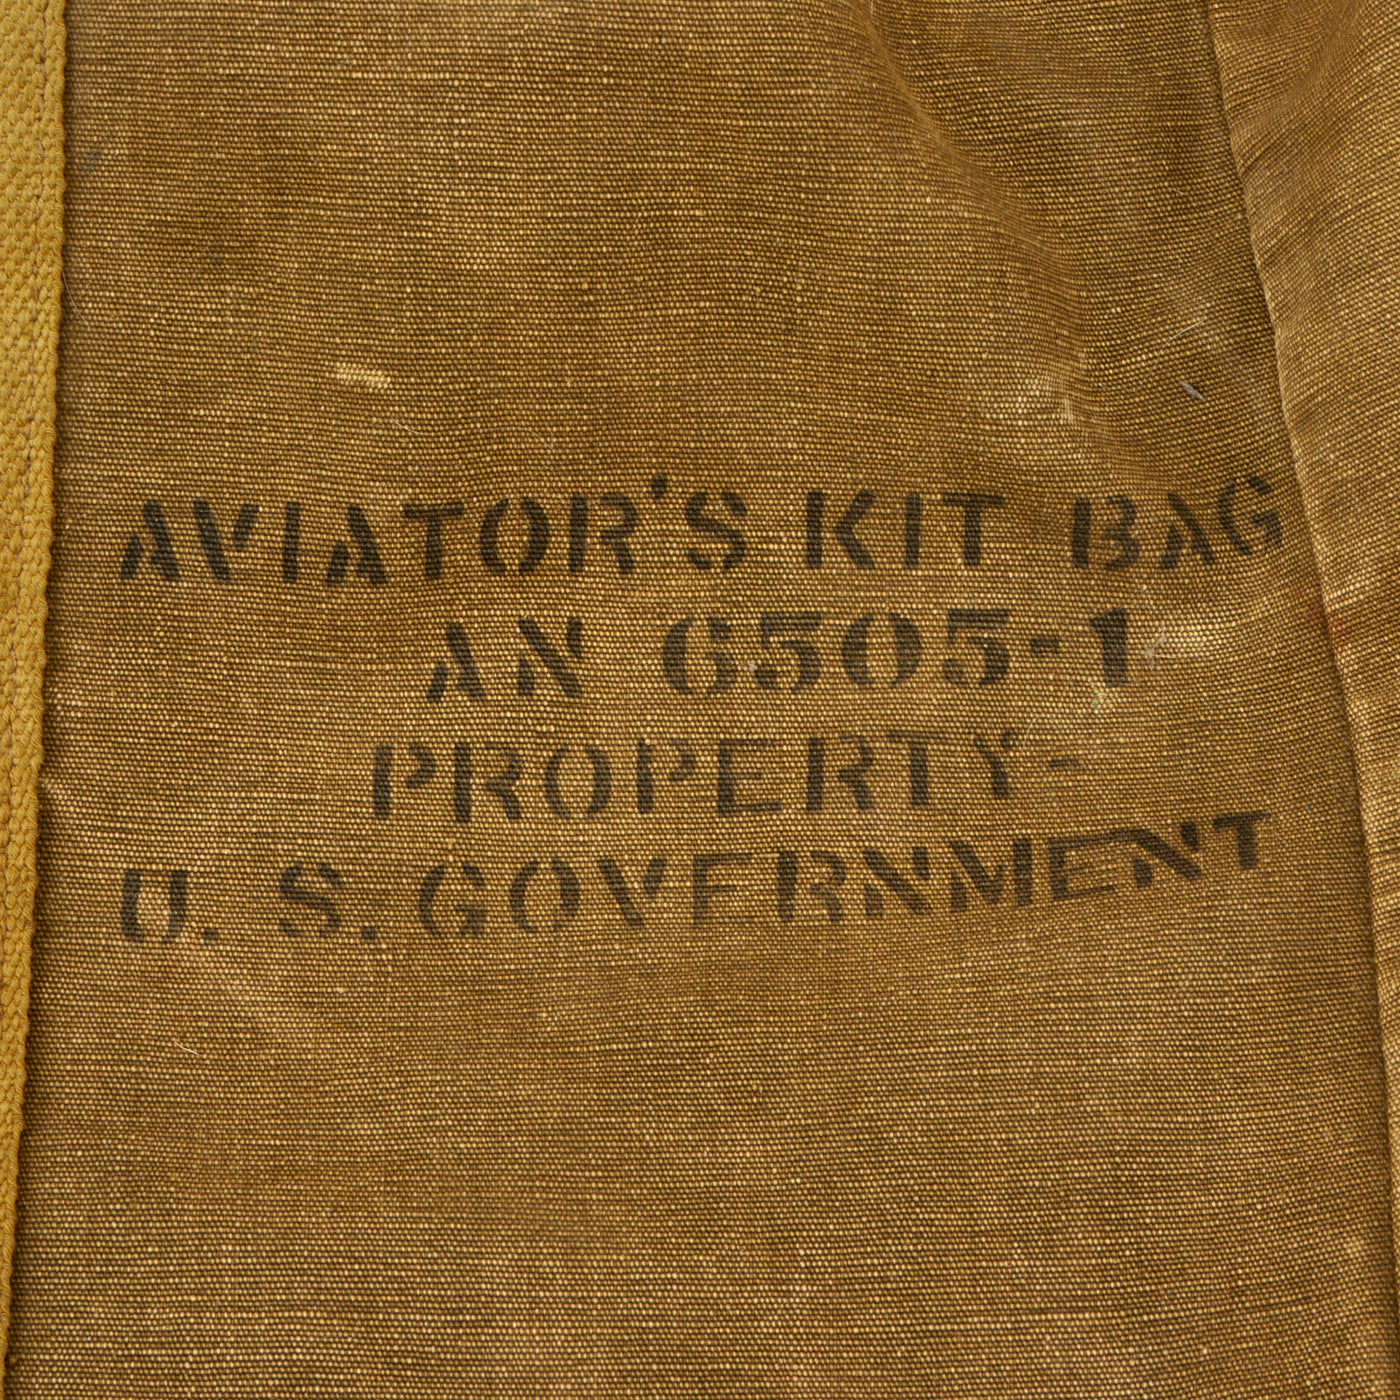 AVIATOR'S KIT BAG
AN 6505-1
PROPERTY-
U. S. GOVERNMENT